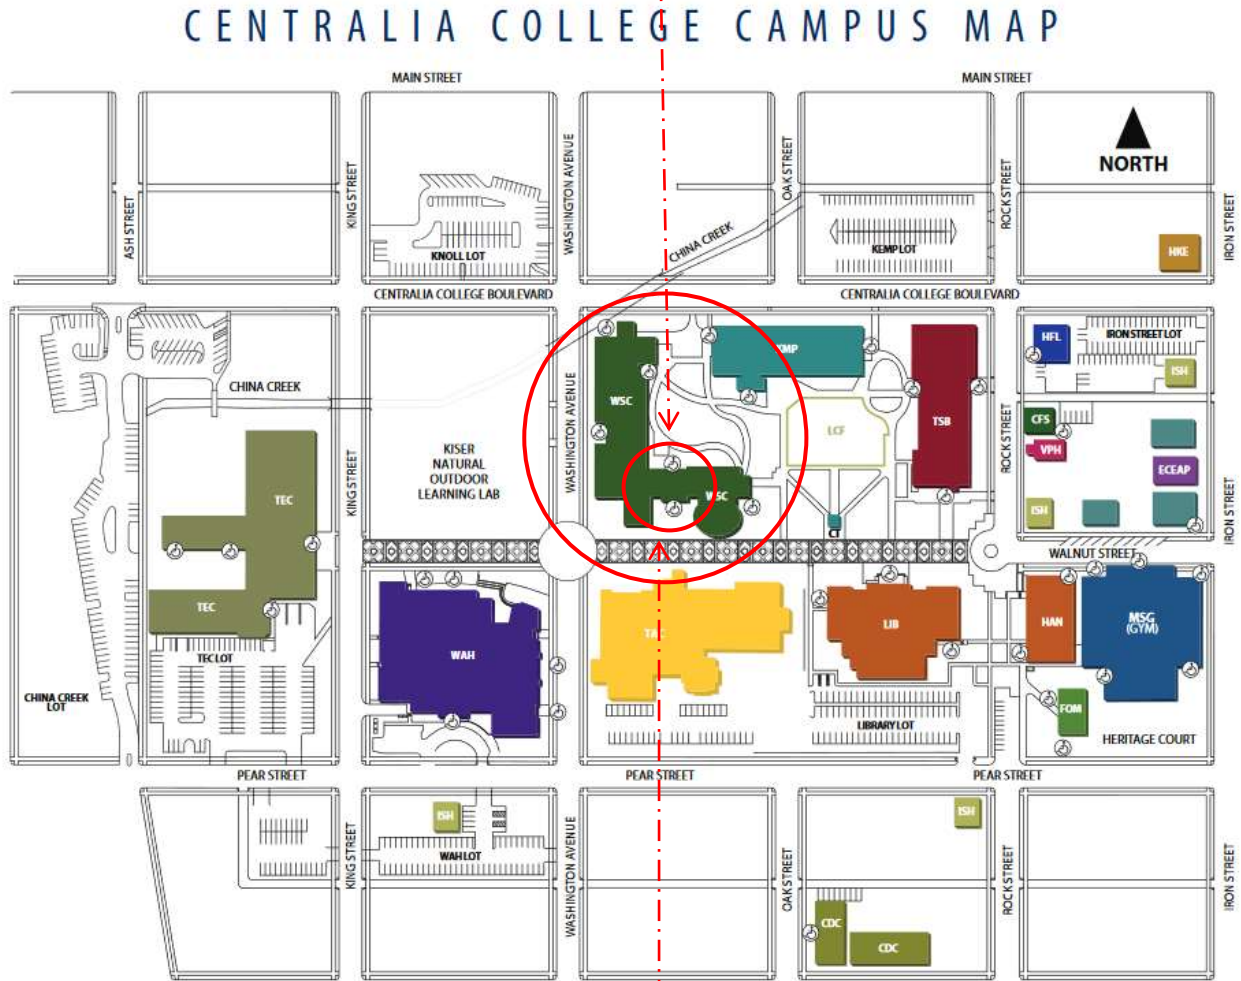 CENTRALIA COLLEGE CAMPUS MAP
MAIN STREET
MAIN STREET
NORTH
ASH STREET
KING STREET
WASHINGTON AVENUE
OAK STREET
ROCK STREET
IRON STREET
KNOLL LOT
CHINA CREEK
KEMP LOT
HKE
CENTRALIA COLLEGE BOULEVARD
CENTRALIA COLLEGE BOULEVARD
CHINA CREEK
WSC
KMP
TSB
HFL
IRON STREET LOT
ISH
LCF
CFS
VPH
ECEAP
ISH
WASHINGTON AVENUE
ROCK STREET
IRON STREET
KING STREET
KISER
NATURAL
OUTDOOR
LEARNING LAB
TEC
WSC
CT
WALNUT STREET
TEC
WAH
TAC
LIB
HAN
MSG
(GYM)
TEC LOT
CHINA CREEK
LOT
FOM
LIBRARY LOT
HERITAGE COURT
PEAR STREET
PEAR STREET
PEAR STREET
ISH
WAH LOT
ISH
KING STREET
WASHINGTON AVENUE
OAK STREET
ROCK STREET
IRON STREET
CDC
CDC